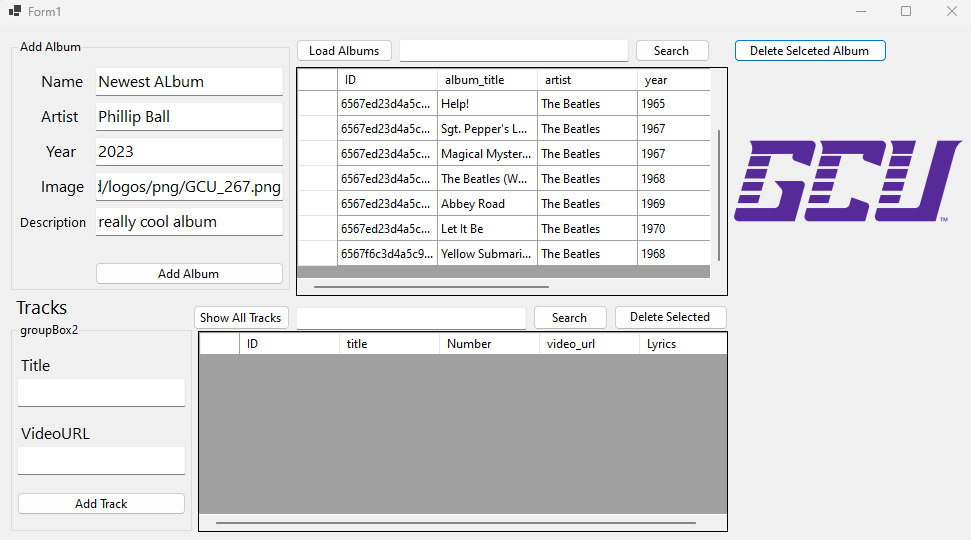 Form1
Add Album
Name
Newest ALbum
Artist
Phillip Ball
Year
2023
Image
d/logos/png/GCU_267.png
Description
really cool album
Add Album
Load Albums
Search
Delete Selceted Album
ID album_title artist year
6567ed23d4a5c... Help! The Beatles 1965
6567ed23d4a5c... Sgt. Pepper's L... The Beatles 1967
6567ed23d4a5c... Magical Myster... The Beatles 1967
6567ed23d4a5c... The Beatles (W... The Beatles 1968
6567ed23d4a5c... Abbey Road The Beatles 1969
6567ed23d4a5c... Let It Be The Beatles 1970
6567f6c3d4a5c9... Yellow Submari... The Beatles 1968
GCU™
Tracks
groupBox2
Title
VideoURL
Add Track
Show All Tracks
Search
Delete Selected
ID title Number video_url Lyrics